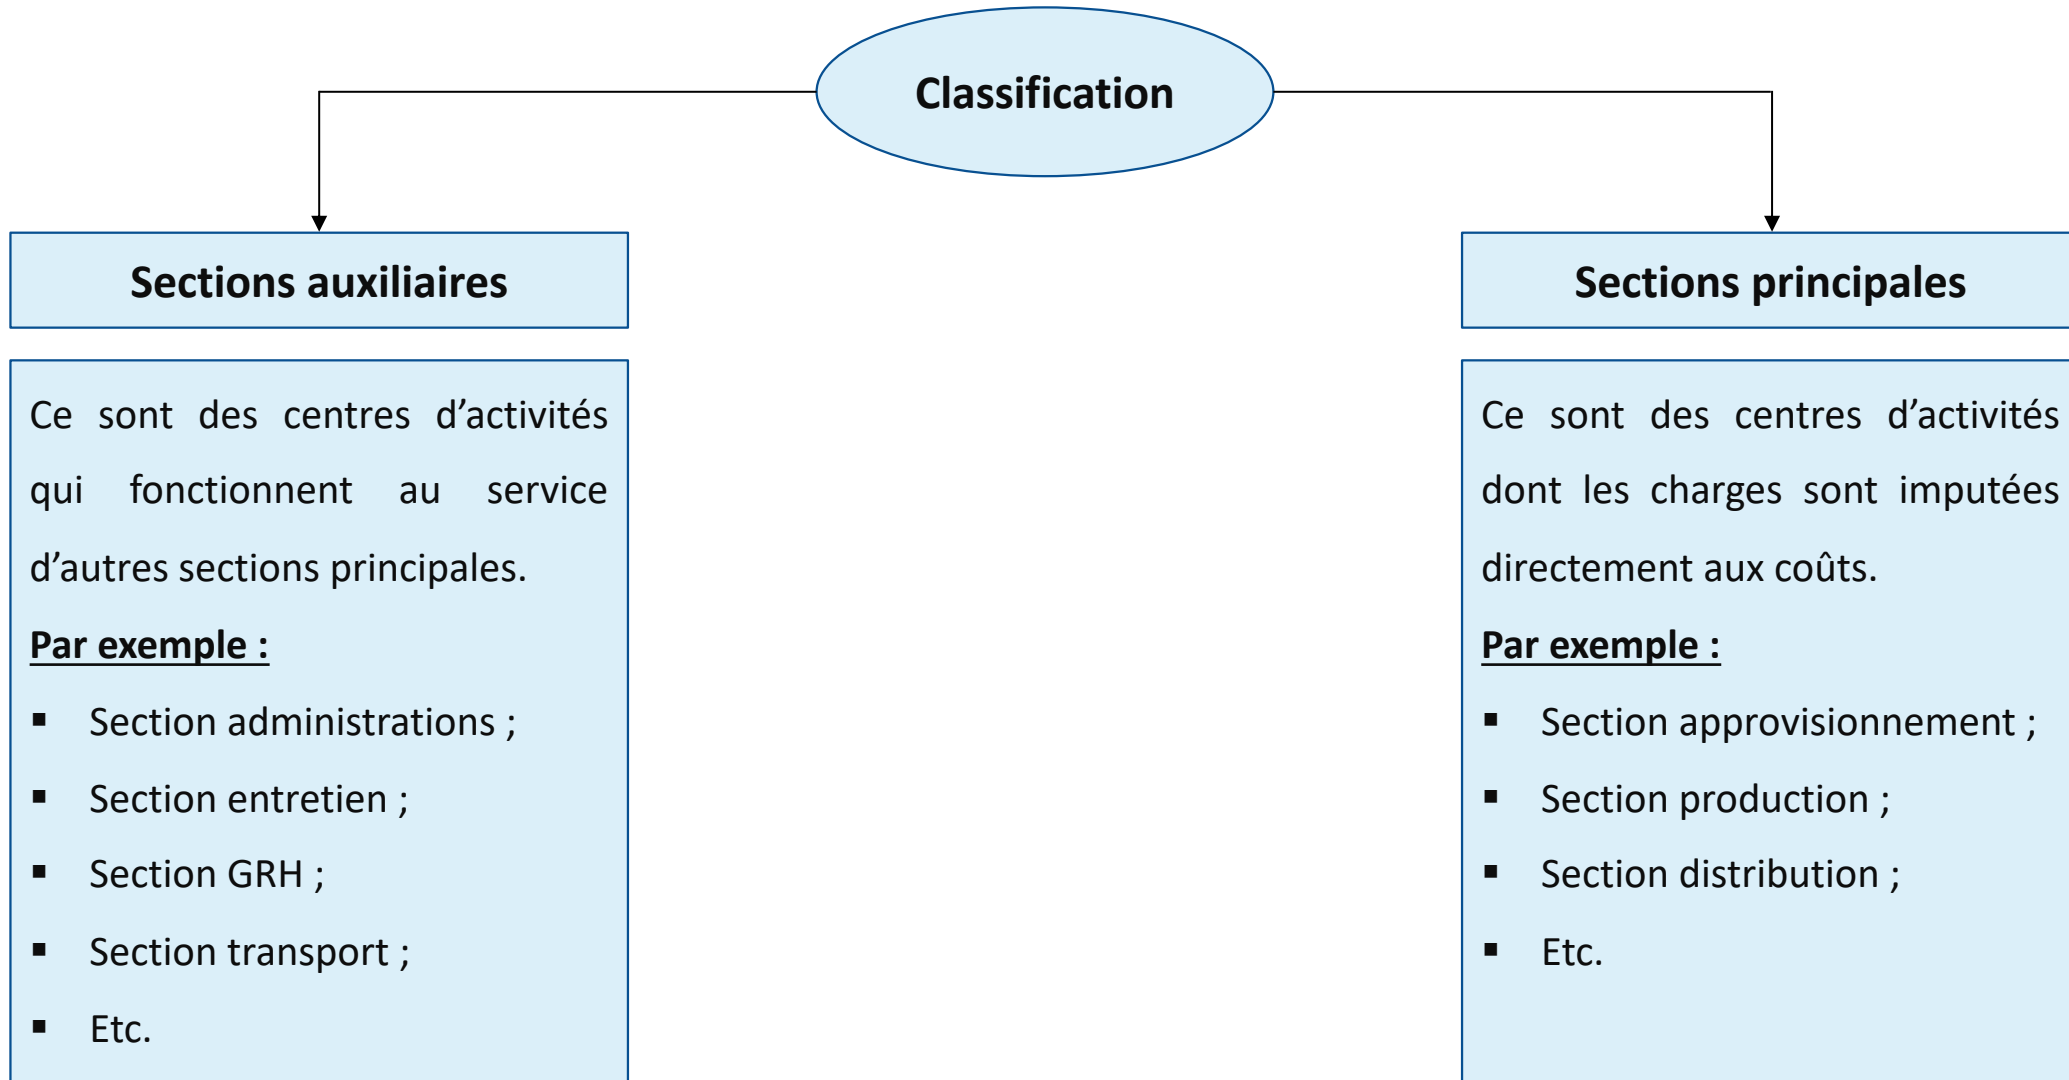 Classification
Sections auxiliaires
Ce sont des centres d’activités
qui fonctionnent au service
d’autres sections principales.
Par exemple :
▪ Section administrations ;
▪ Section entretien ;
▪ Section GRH ;
▪ Section transport ;
▪ Etc.
Sections principales
Ce sont des centres d’activités
dont les charges sont imputées
directement aux coûts.
Par exemple :
▪ Section approvisionnement ;
▪ Section production ;
▪ Section distribution ;
▪ Etc.